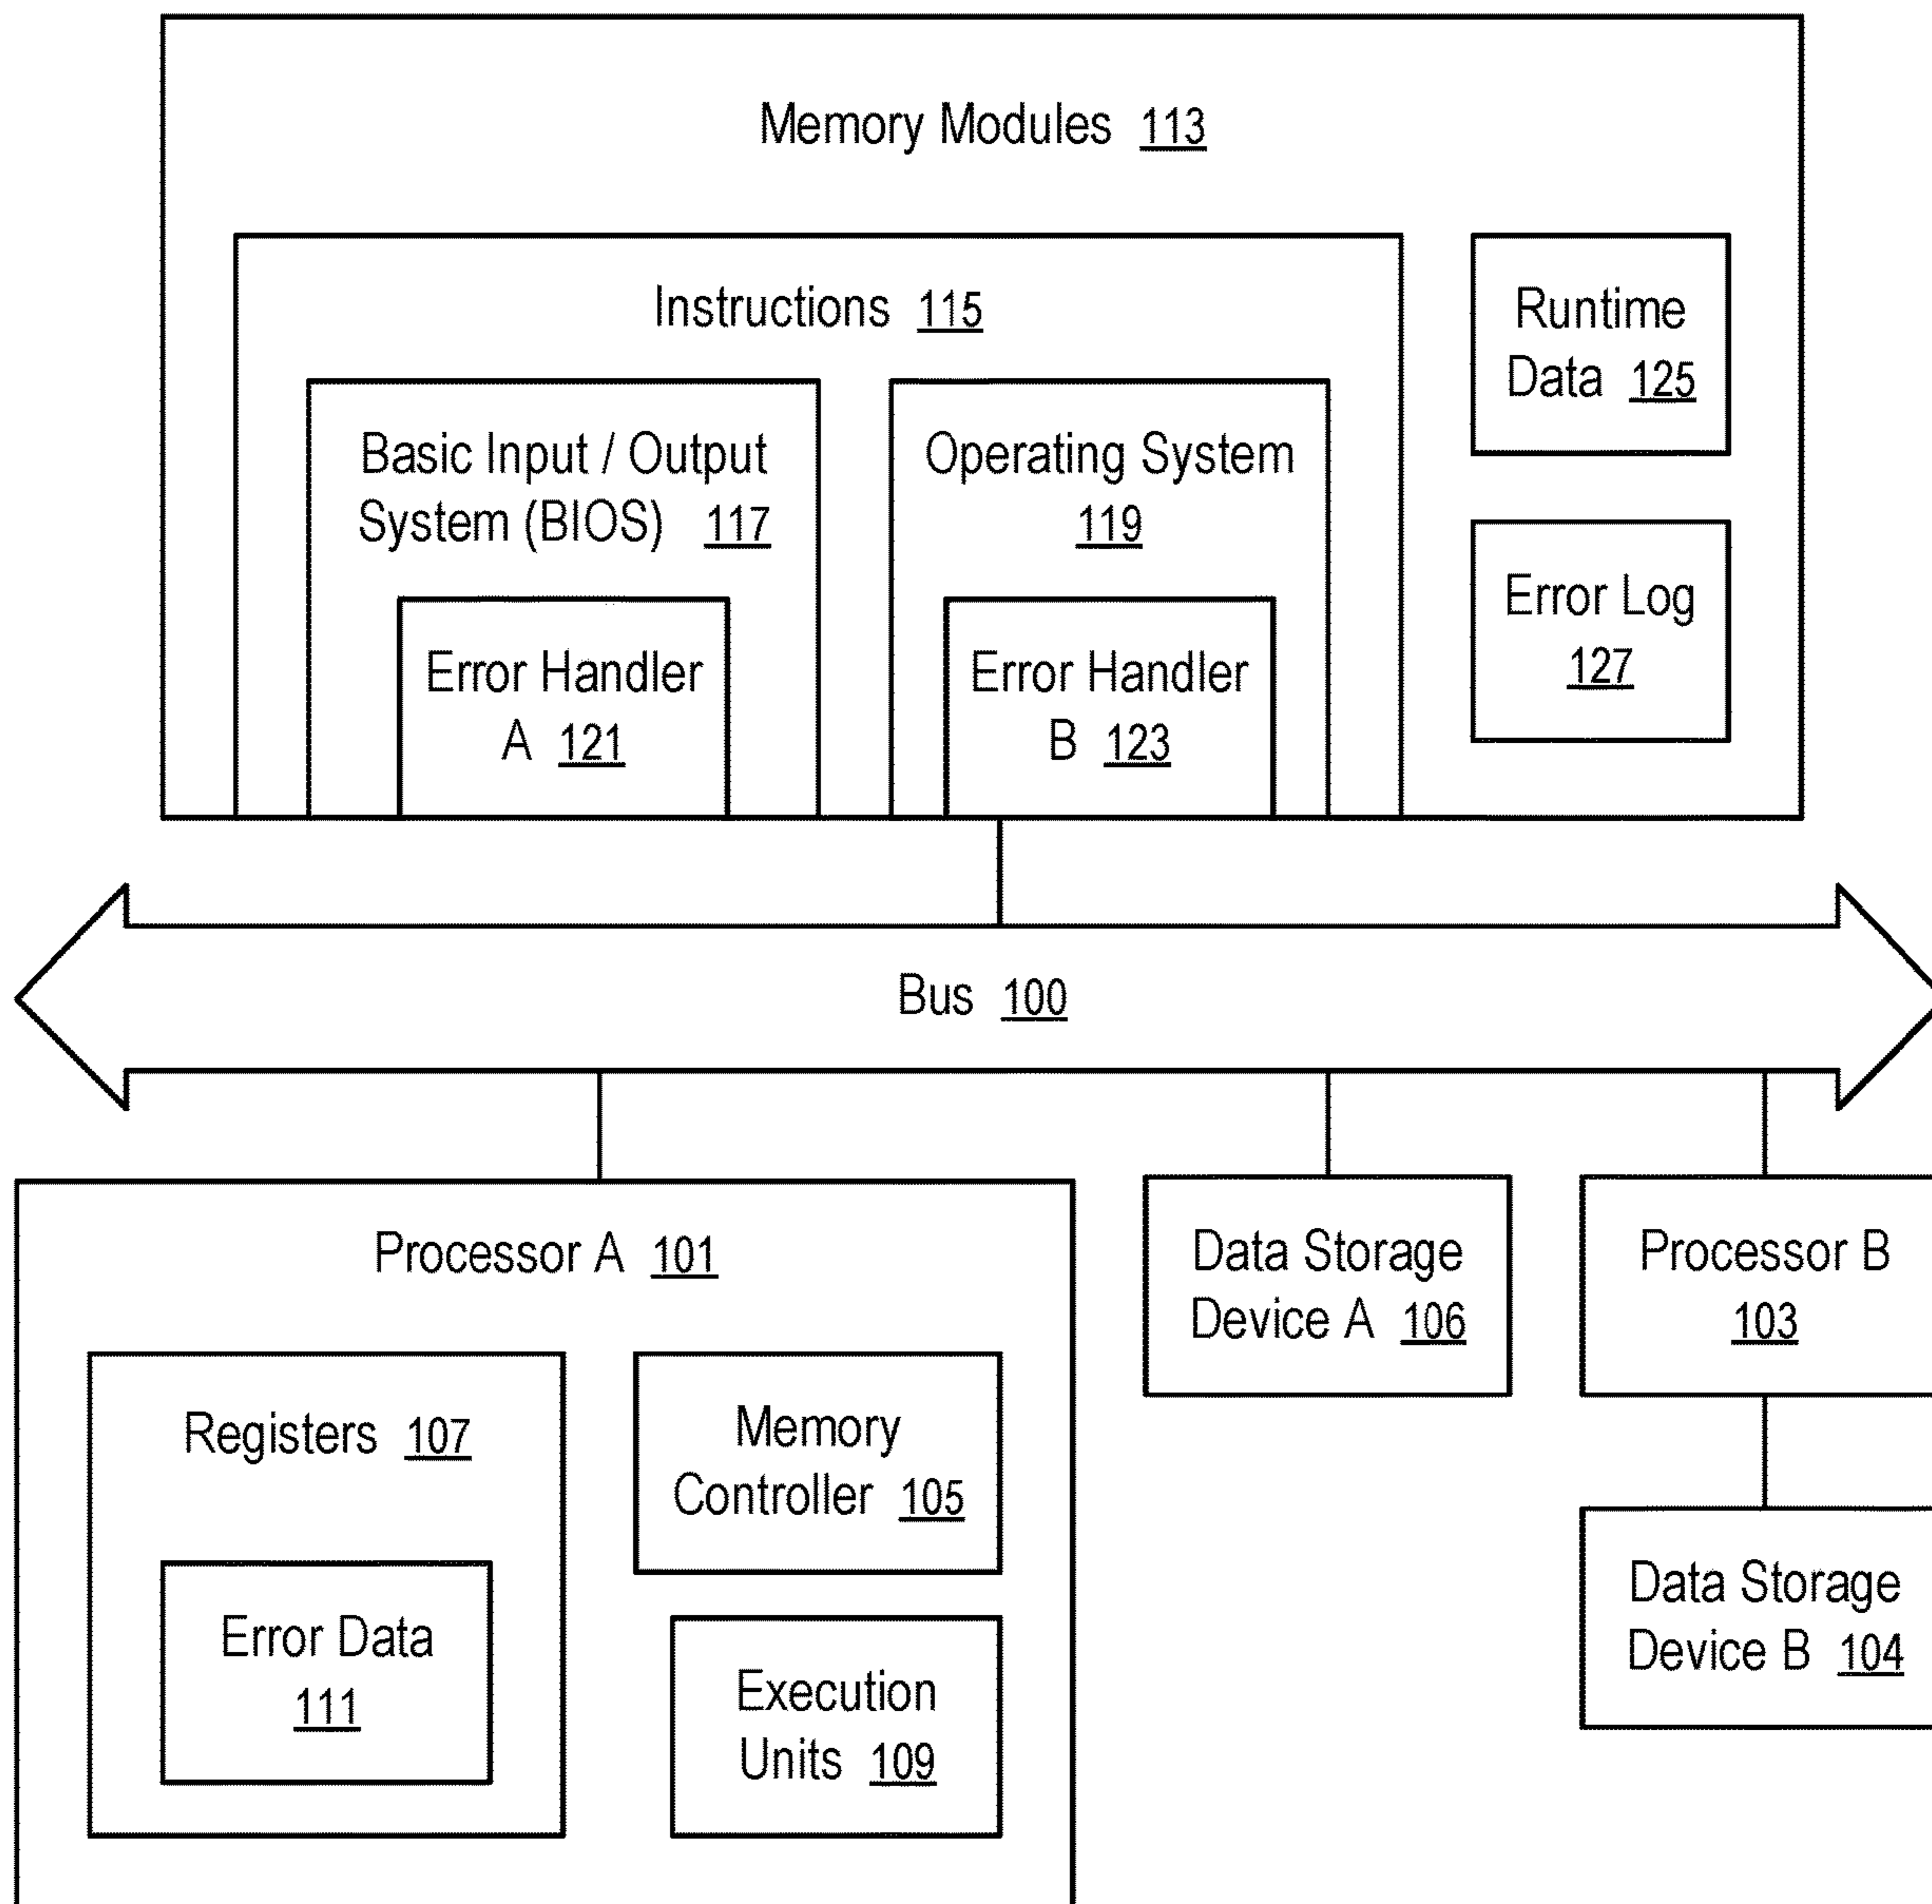 Memory Modules 113
Instructions 115
Runtime
Data 125
Basic Input / Output
System (BIOS) 117
Operating System
119
Error Log
127
Error Handler
A 121
Error Handler
B 123
Bus 100
Processor A 101
Data Storage
Device A 106
Processor B
103
Registers 107
Memory
Controller 105
Error Data
111
Execution
Units 109
Data Storage
Device B 104